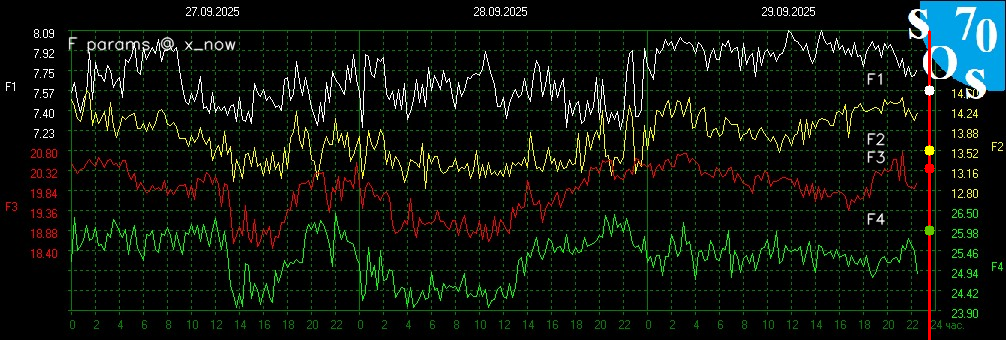 27.09.2025 28.09.2025 29.09.2025
SOS 70
F params @ x_now
F1
8.09
7.92
7.75
7.57
7.40
7.23
F3
20.80
20.32
19.84
19.36
18.88
18.40
F1
F2
F3
F4
14.24
13.88
13.52
13.16
12.80
F2
26.50
25.98
25.46
24.94
24.42
23.90
F4
0 2 4 6 8 10 12 14 16 18 20 22 0 2 4 6 8 10 12 14 16 18 20 22 0 2 4 6 8 10 12 14 16 18 20 22 24 час.